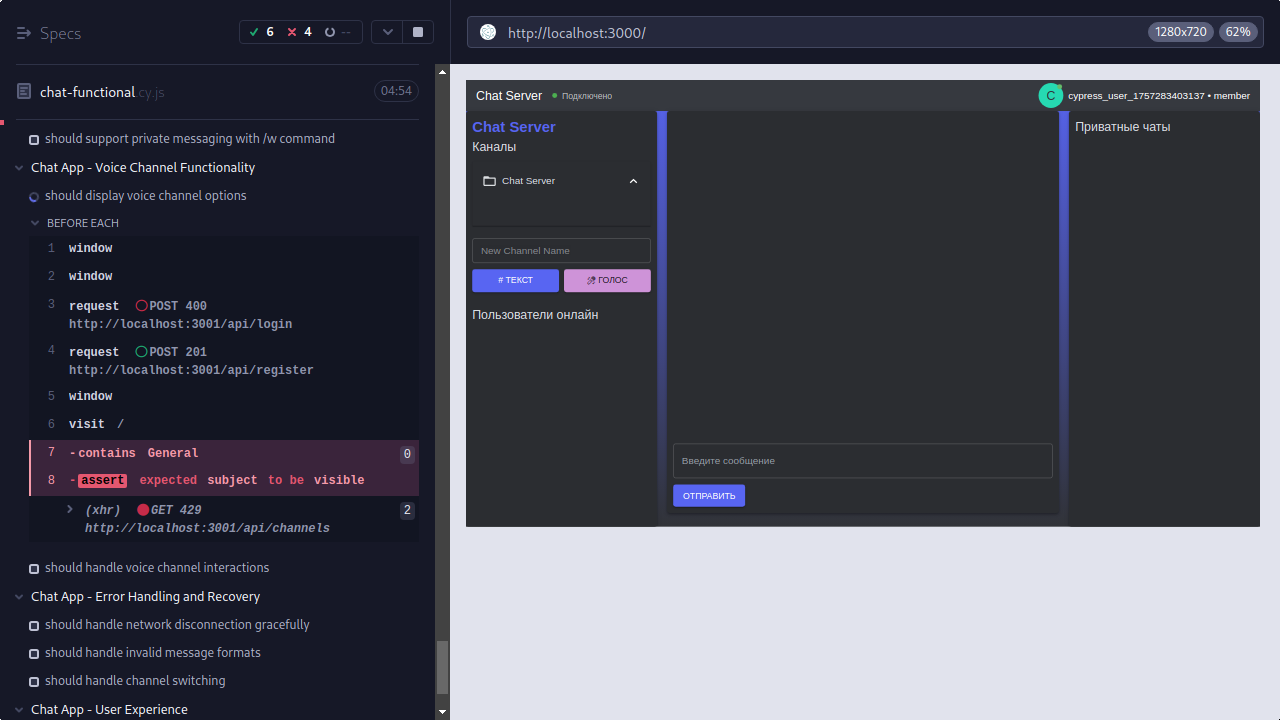 Specs
6
4
--
chat-functional.cy.js
04:54
should support private messaging with /w command
Chat App - Voice Channel Functionality
should display voice channel options
BEFORE EACH
1 window
2 window
3 request POST 400
http://localhost:3001/api/login
4 request POST 201
http://localhost:3001/api/register
5 window
6 visit /
7 -contains General 0
8 -assert expected subject to be visible
(xhr) GET 429 2
http://localhost:3001/api/channels
should handle voice channel interactions
Chat App - Error Handling and Recovery
should handle network disconnection gracefully
should handle invalid message formats
should handle channel switching
Chat App - User Experience
http://localhost:3000/
1280x720
62%
Chat Server
Подключено
C
cypress_user_1757283403137 • member
Chat Server
Каналы
Chat Server
New Channel Name
# ТЕКСТ
🎤 ГОЛОС
Пользователи онлайн
Введите сообщение
ОТПРАВИТЬ
Приватные чаты